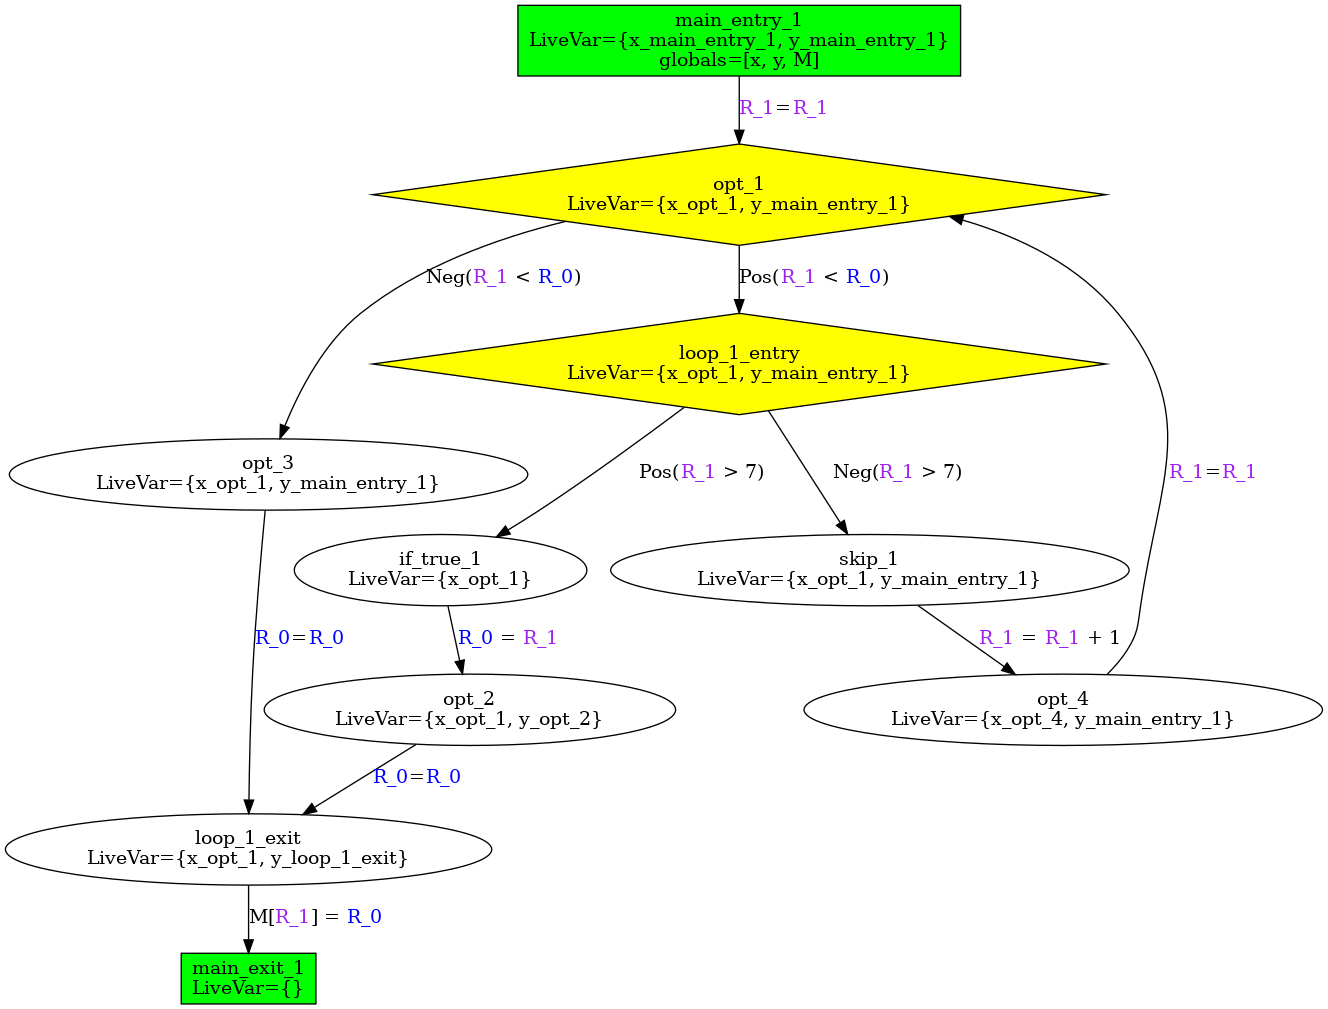 main_entry_1
LiveVar={x_main_entry_1, y_main_entry_1}
globals=[x, y, M]
R_1=R_1
opt_1
LiveVar={x_opt_1, y_main_entry_1}
Neg(R_1 < R_0)
Pos(R_1 < R_0)
loop_1_entry
LiveVar={x_opt_1, y_main_entry_1}
opt_3
LiveVar={x_opt_1, y_main_entry_1}
Pos(R_1 > 7)
Neg(R_1 > 7)
R_1=R_1
if_true_1
LiveVar={x_opt_1}
skip_1
LiveVar={x_opt_1, y_main_entry_1}
R_0=R_0
R_0 = R_1
R_1 = R_1 + 1
opt_2
LiveVar={x_opt_1, y_opt_2}
opt_4
LiveVar={x_opt_4, y_main_entry_1}
R_0=R_0
loop_1_exit
LiveVar={x_opt_1, y_loop_1_exit}
M[R_1] = R_0
main_exit_1
LiveVar={}